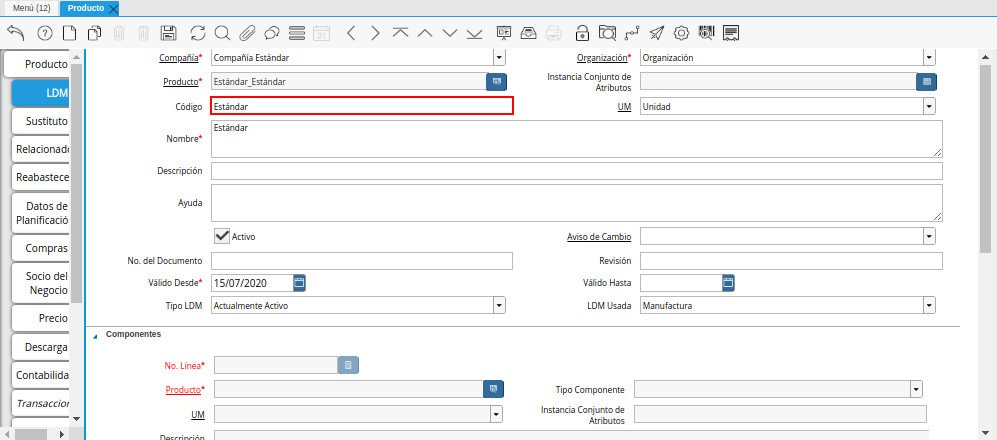 Menú (12) Producto
Producto
LDM
Sustituto
Relacionado
Reabastece
Datos de
Planificació
Compras
Socio del
Negocio
Precio
Descarga
Contabilida
Transaccion
Compañía* Compañía Estándar Organización* Organización
Producto* Estándar_Estándar Instancia Conjunto de
Atributos
Código Estándar UM Unidad
Nombre* Estándar
Descripción
Ayuda
Activo Aviso de Cambio
No. del Documento Revisión
Válido Desde* 15/07/2020 Válido Hasta
Tipo LDM Actualmente Activo LDM Usada Manufactura
Componentes
No. Línea*
Producto* Tipo Componente
UM Instancia Conjunto de
Atributos
Descripción